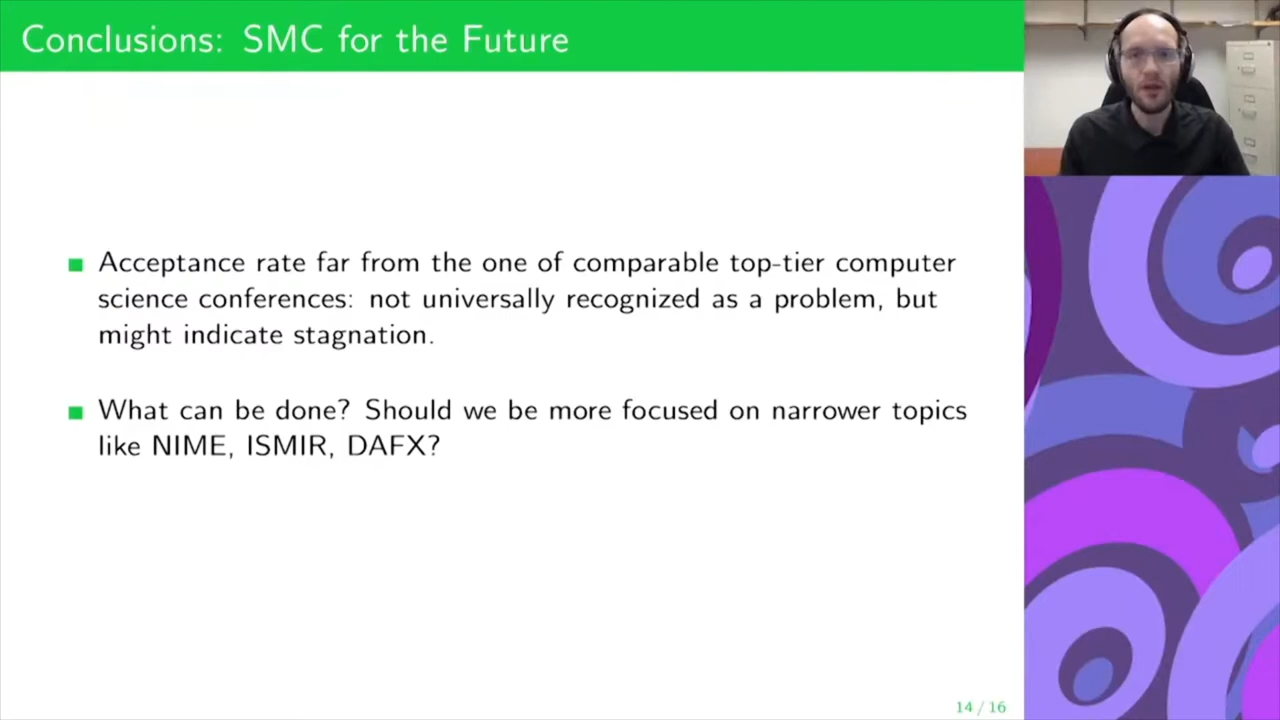 Conclusions: SMC for the Future
Acceptance rate far from the one of comparable top-tier computer
science conferences: not universally recognized as a problem, but
might indicate stagnation.
What can be done? Should we be more focused on narrower topics
like NIME, ISMIR, DAFX?
14 / 16